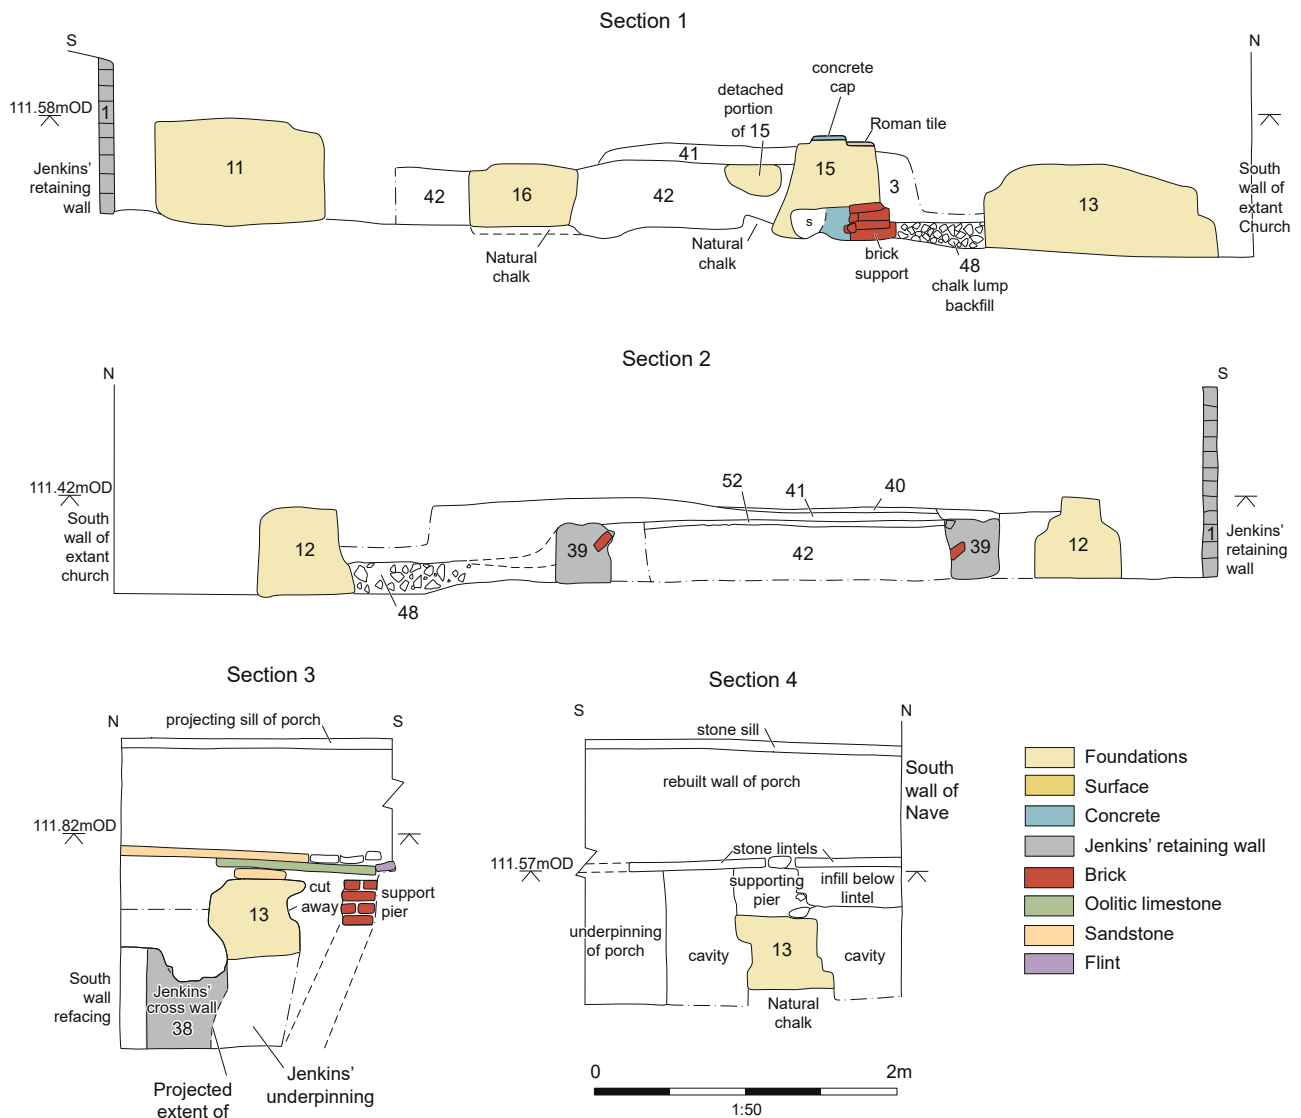 Section 1
S
N
111.58mOD
1
Jenkins’
retaining
wall
11
42
16
Natural
chalk
41
42
detached
portion
of 15
concrete
cap
Roman tile
15
3
s
Natural
chalk
brick
support
48
chalk lump
backfill
13
South
wall of
extant
Church
Section 2
N
S
111.42mOD
South
wall of
extant
church
12
48
39
52
41
40
42
39
12
1
Jenkins’
retaining
wall
Section 3
N
S
projecting sill of porch
111.82mOD
cut
away
support
pier
13
South
wall
refacing
Jenkins’
cross wall
38
Projected
extent of
Jenkins’
underpinning
Section 4
S
N
stone sill
rebuilt wall of porch
South
wall of
Nave
stone lintels
111.57mOD
supporting
pier
infill below
lintel
underpinning
of porch
cavity
13
cavity
Natural
chalk
0
2m
1:50
Foundations
Surface
Concrete
Jenkins’ retaining wall
Brick
Oolitic limestone
Sandstone
Flint